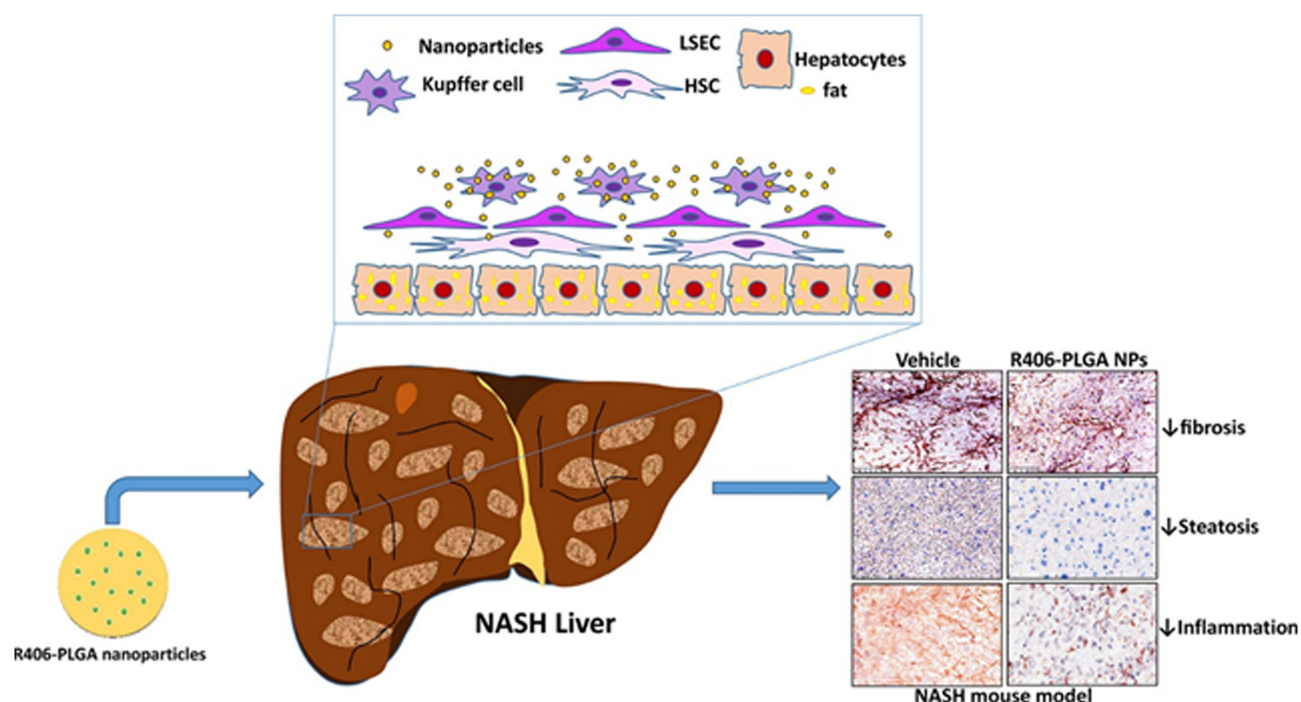 Nanoparticles
LSEC
Hepatocytes
Kupffer cell
HSC
fat
Vehicle
R406-PLGA NPs
↓fibrosis
↓Steatosis
↓Inflammation
NASH Liver
R406-PLGA nanoparticles
NASH mouse model